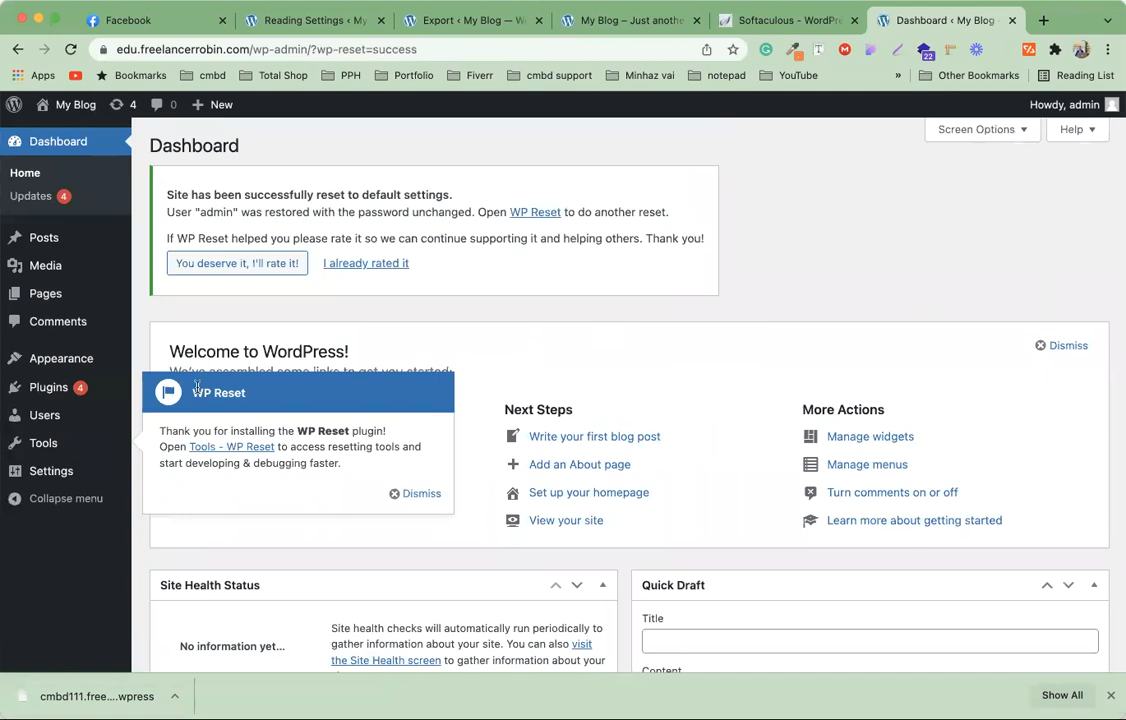 Facebook
Reading Settings ‹ My
Export ‹ My Blog — W
My Blog – Just anothe
Softaculous - WordPr
Dashboard ‹ My Blog -
edu.freelancerrobin.com/wp-admin/?wp-reset=success
22
Apps
Bookmarks
cmbd
Total Shop
PPH
Portfolio
Fiverr
cmbd support
Minhaz vai
notepad
YouTube
»
Other Bookmarks
Reading List
My Blog
4
0
New
Howdy, admin
Dashboard
Home
Updates 4
Posts
Media
Pages
Comments
Appearance
Plugins 4
Users
Tools
Settings
Collapse menu
Screen Options
Help
Dashboard
Site has been successfully reset to default settings.
User "admin" was restored with the password unchanged. Open WP Reset to do another reset.
If WP Reset helped you please rate it so we can continue supporting it and helping others. Thank you!
You deserve it, I'll rate it!
I already rated it
Welcome to WordPress!
We've assembled some links to get you started:
Dismiss
WP Reset
Thank you for installing the WP Reset plugin!
Open Tools - WP Reset to access resetting tools and
start developing & debugging faster.
Dismiss
Next Steps
Write your first blog post
Add an About page
Set up your homepage
View your site
More Actions
Manage widgets
Manage menus
Turn comments on or off
Learn more about getting started
Site Health Status
No information yet...
Site health checks will automatically run periodically to
gather information about your site. You can also visit
the Site Health screen to gather information about your
Quick Draft
Title
Content
cmbd111.free....wpress
Show All